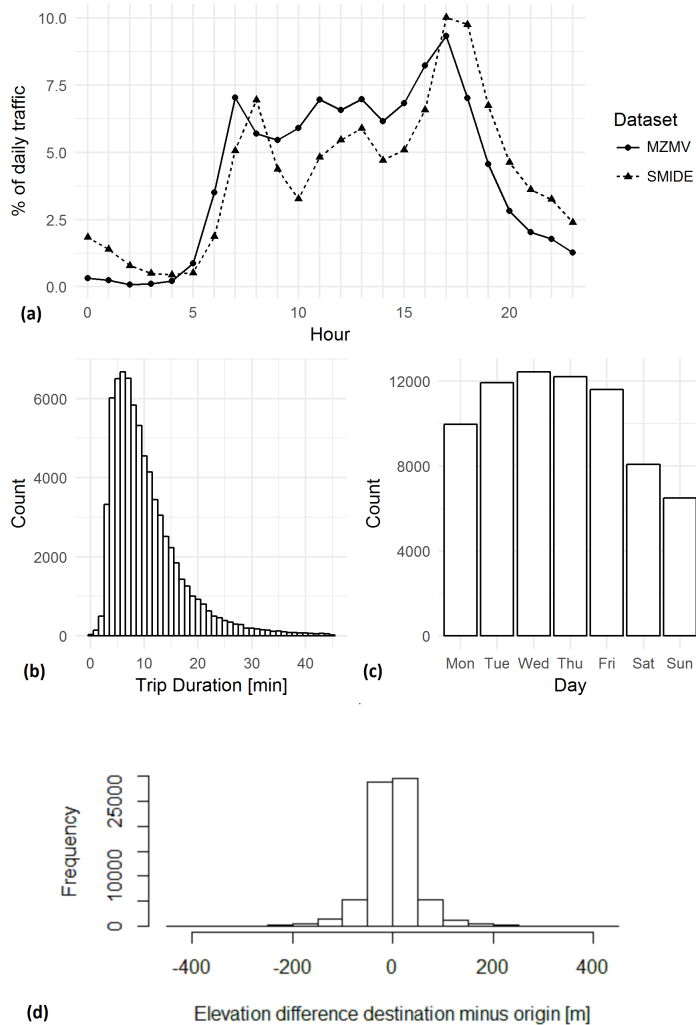 10.0
7.5
5.0
2.5
0.0
% of daily traffic
0 5 10 15 20
Hour
(a)
Dataset
MZMV
SMIDE
6000
4000
2000
0
Count
0 10 20 30 40
Trip Duration [min]
(b)
12000
8000
4000
0
Count
Mon Tue Wed Thu Fri Sat Sun
Day
(c)
25000
10000
0
Frequency
-400 -200 0 200 400
Elevation difference destination minus origin [m]
(d)